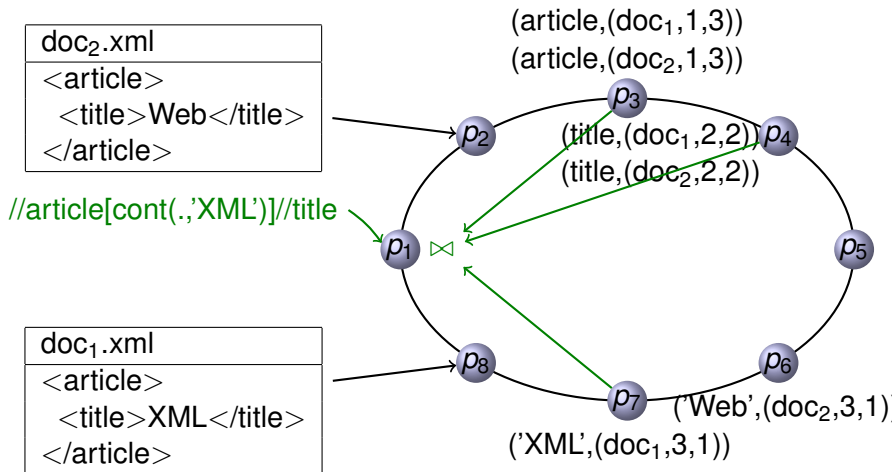 doc₂.xml
<article>
<title>Web</title>
</article>
//article[cont(.,'XML')]//title
doc₁.xml
<article>
<title>XML</title>
</article>
(article,(doc₁,1,3))
(article,(doc₂,1,3))
p₃
p₂
(title,(doc₁,2,2))
p₄
(title,(doc₂,2,2))
p₁ ⋈
p₅
p₈
p₆
p₇
('Web',(doc₂,3,1))
('XML',(doc₁,3,1))